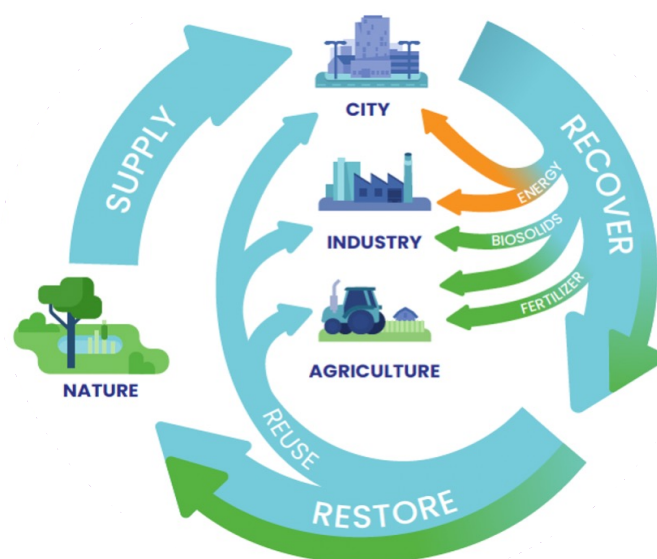 SUPPLY
CITY
RECOVER
ENERGY
INDUSTRY
BIOSOLIDS
FERTILIZER
AGRICULTURE
NATURE
REUSE
RESTORE